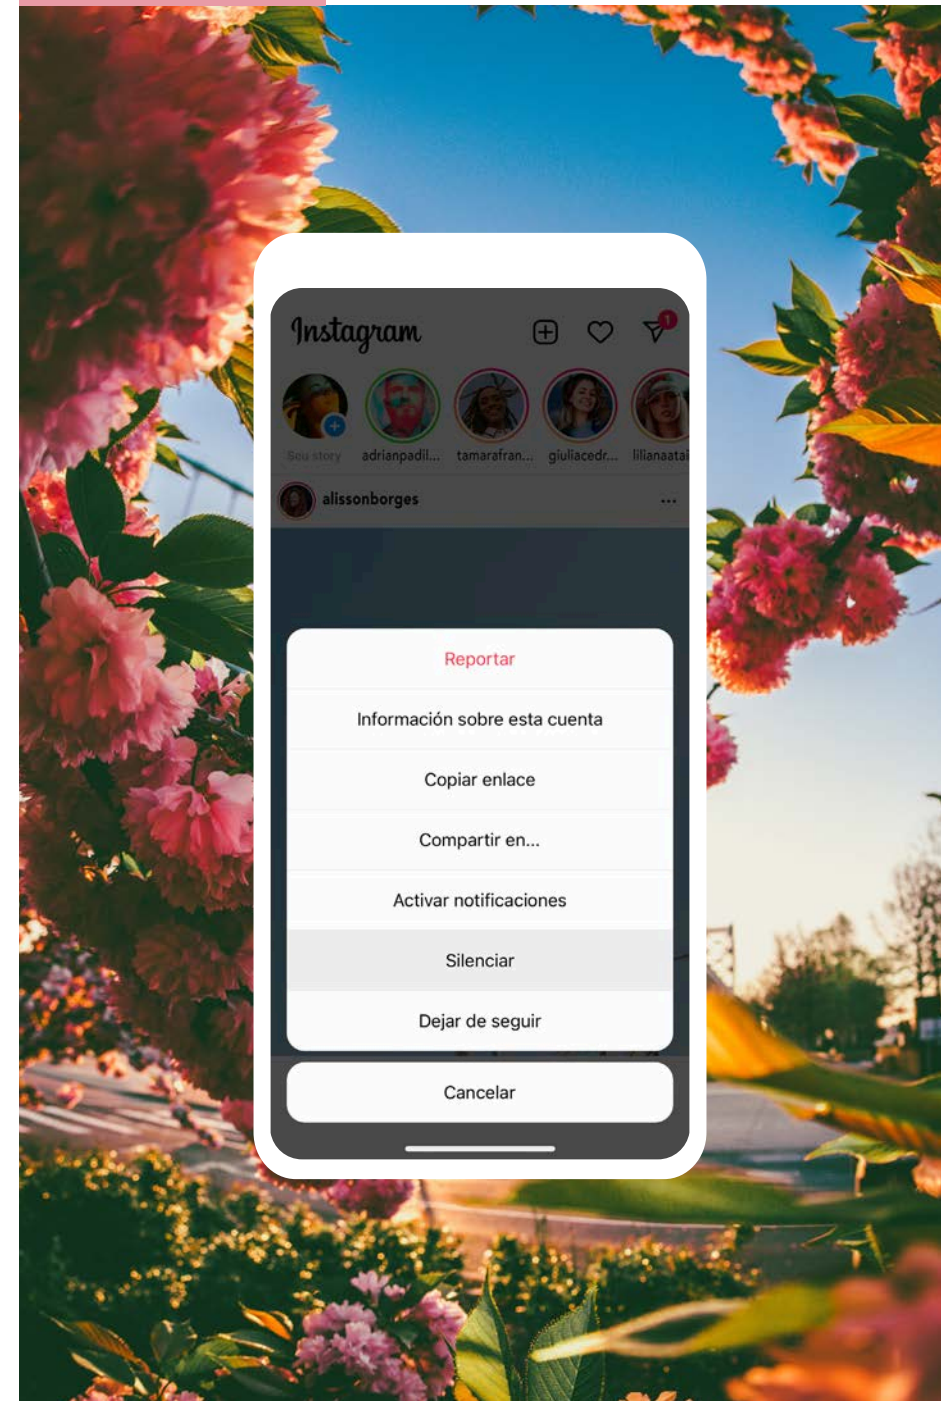 Instagram
1
Seu story
adrianpadil...
tamarafran...
giuliacedr...
lilianaatai
alissonborges
...
Reportar
Información sobre esta cuenta
Copiar enlace
Compartir en...
Activar notificaciones
Silenciar
Dejar de seguir
Cancelar